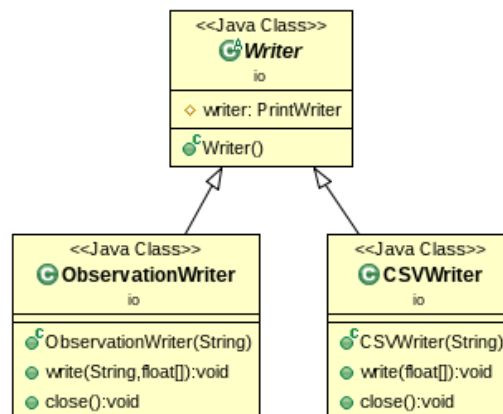 <<Java Class>>
Writer
io
writer: PrintWriter
Writer()
<<Java Class>>
ObservationWriter
io
ObservationWriter(String)
write(String,float[]):void
close():void
<<Java Class>>
CSVWriter
io
CSVWriter(String)
write(float[]):void
close():void